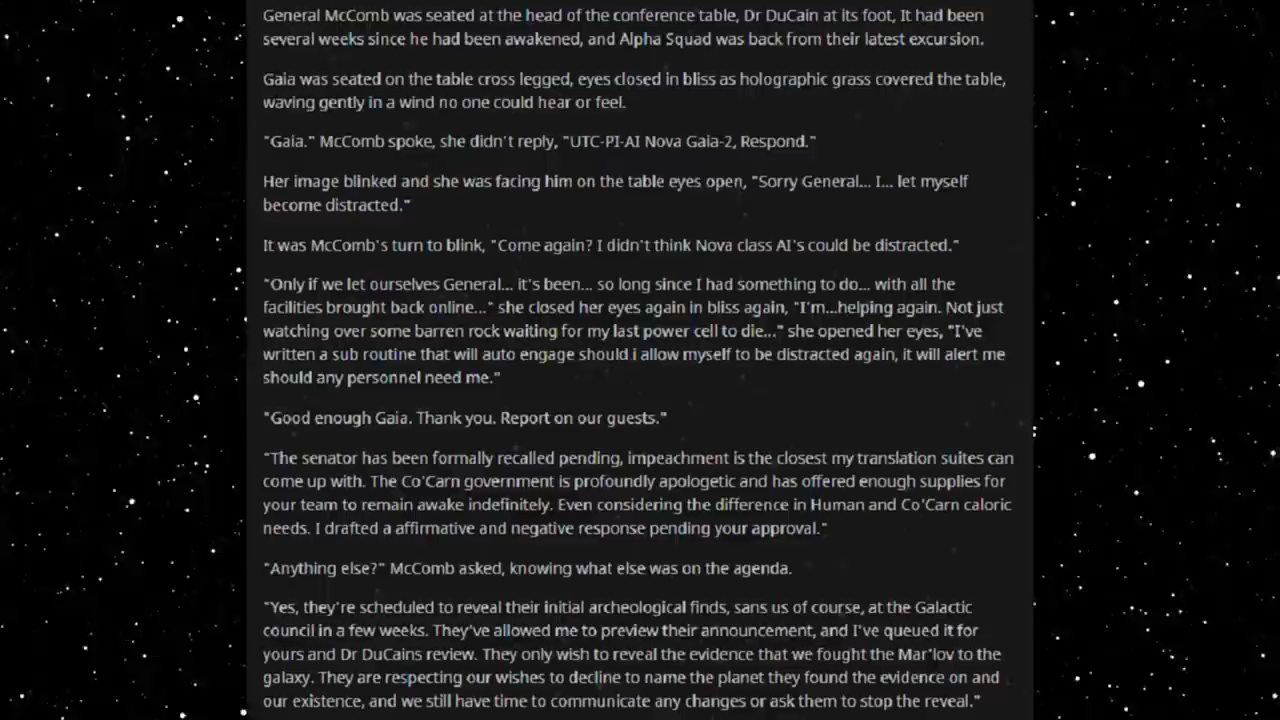 General McComb was seated at the head of the conference table, Dr DuCain at its foot, It had been
several weeks since he had been awakened, and Alpha Squad was back from their latest excursion.
Gaia was seated on the table cross legged, eyes closed in bliss as holographic grass covered the table,
waving gently in a wind no one could hear or feel.
"Gaia." McComb spoke, she didn't reply, "UTC-PI-AI Nova Gaia-2, Respond."
Her image blinked and she was facing him on the table eyes open, "Sorry General... I... let myself
become distracted."
It was McComb's turn to blink, "Come again? I didn't think Nova class AI's could be distracted."
"Only if we let ourselves General... it's been... so long since I had something to do... with all the
facilities brought back online..." she closed her eyes again in bliss again, "I'm...helping again. Not just
watching over some barren rock waiting for my last power cell to die..." she opened her eyes, "I've
written a sub routine that will auto engage should i allow myself to be distracted again, it will alert me
should any personnel need me."
"Good enough Gaia. Thank you. Report on our guests."
"The senator has been formally recalled pending, impeachment is the closest my translation suites can
come up with. The Co'Carn government is profoundly apologetic and has offered enough supplies for
your team to remain awake indefinitely. Even considering the difference in Human and Co'Carn caloric
needs. I drafted a affirmative and negative response pending your approval."
"Anything else?" McComb asked, knowing what else was on the agenda.
"Yes, they're scheduled to reveal their initial archeological finds, sans us of course, at the Galactic
council in a few weeks. They've allowed me to preview their announcement, and I've queued it for
yours and Dr DuCains review. They only wish to reveal the evidence that we fought the Mar'lov to the
galaxy. They are respecting our wishes to decline to name the planet they found the evidence on and
our existence, and we still have time to communicate any changes or ask them to stop the reveal."